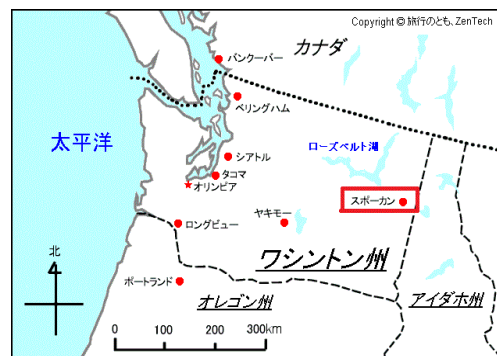 Copyright © 旅行のとも、ZenTech
カナダ
バンクーバー
ベリングハム
太平洋
シアトル
ローズベルト湖
タコマ
オリンピア
スポーカン
ロングビュー
ヤキモー
北
ワシントン州
ポートランド
オレゴン州
アイダホ州
0 100 200 300km